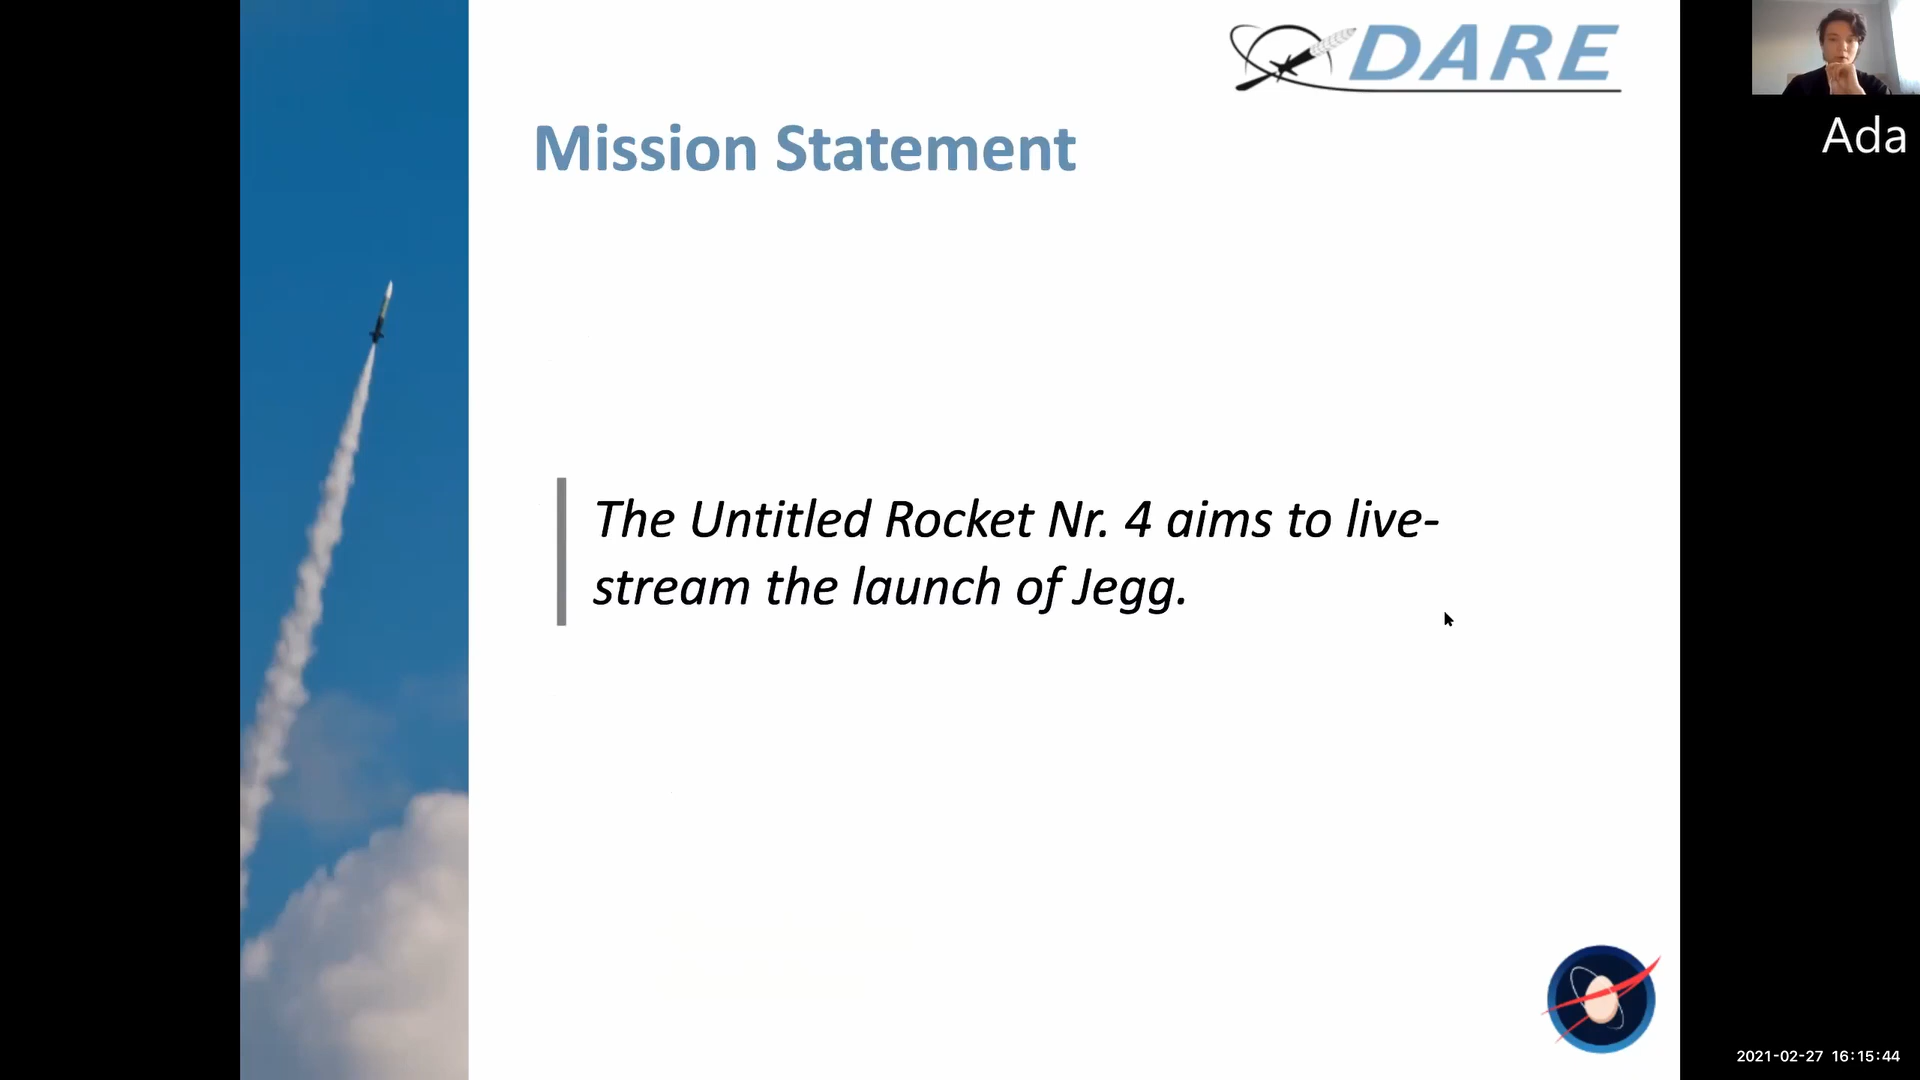 DARE
Ada
Mission Statement
The Untitled Rocket Nr. 4 aims to live-
stream the launch of Jegg.
2021-02-27 16:15:44